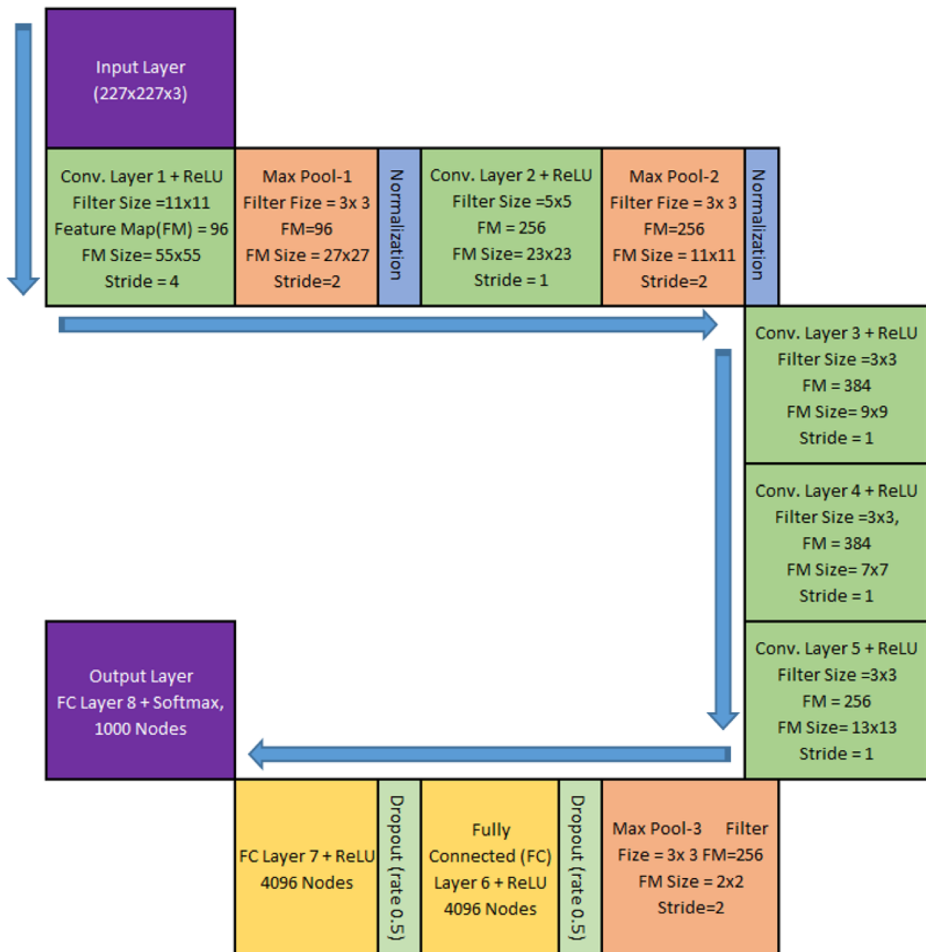 Input Layer
(227x227x3)
Conv. Layer 1 + ReLU
Filter Size =11x11
Feature Map(FM) = 96
FM Size= 55x55
Stride = 4
Max Pool-1
Filter Fize = 3x 3
FM=96
FM Size = 27x27
Stride=2
Normalization
Conv. Layer 2 + ReLU
Filter Size =5x5
FM = 256
FM Size= 23x23
Stride = 1
Max Pool-2
Filter Fize = 3x 3
FM=256
FM Size = 11x11
Stride=2
Normalization
Conv. Layer 3 + ReLU
Filter Size =3x3
FM = 384
FM Size= 9x9
Stride = 1
Conv. Layer 4 + ReLU
Filter Size =3x3,
FM = 384
FM Size= 7x7
Stride = 1
Conv. Layer 5 + ReLU
Filter Size =3x3
FM = 256
FM Size= 13x13
Stride = 1
Max Pool-3 Filter
Fize = 3x 3 FM=256
FM Size = 2x2
Stride=2
Dropout (rate 0.5)
Fully
Connected (FC)
Layer 6 + ReLU
4096 Nodes
Dropout (rate 0.5)
FC Layer 7 + ReLU
4096 Nodes
Output Layer
FC Layer 8 + Softmax,
1000 Nodes